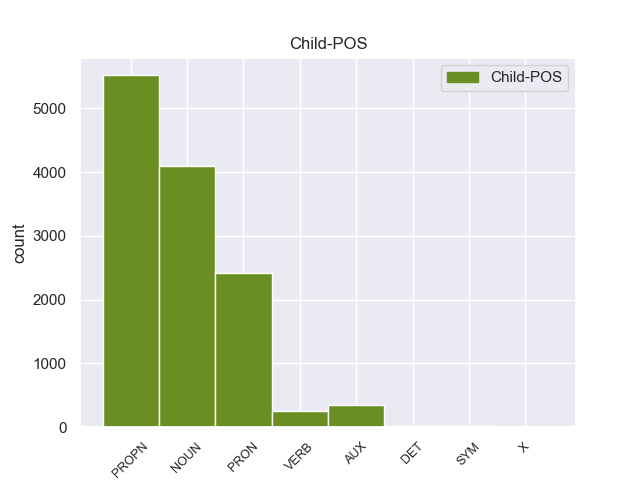 Child-POS
Child-POS
count
5000
4000
3000
2000
1000
0
PROPN
NOUN
PRON
VERB
AUX
DET
SYM
X